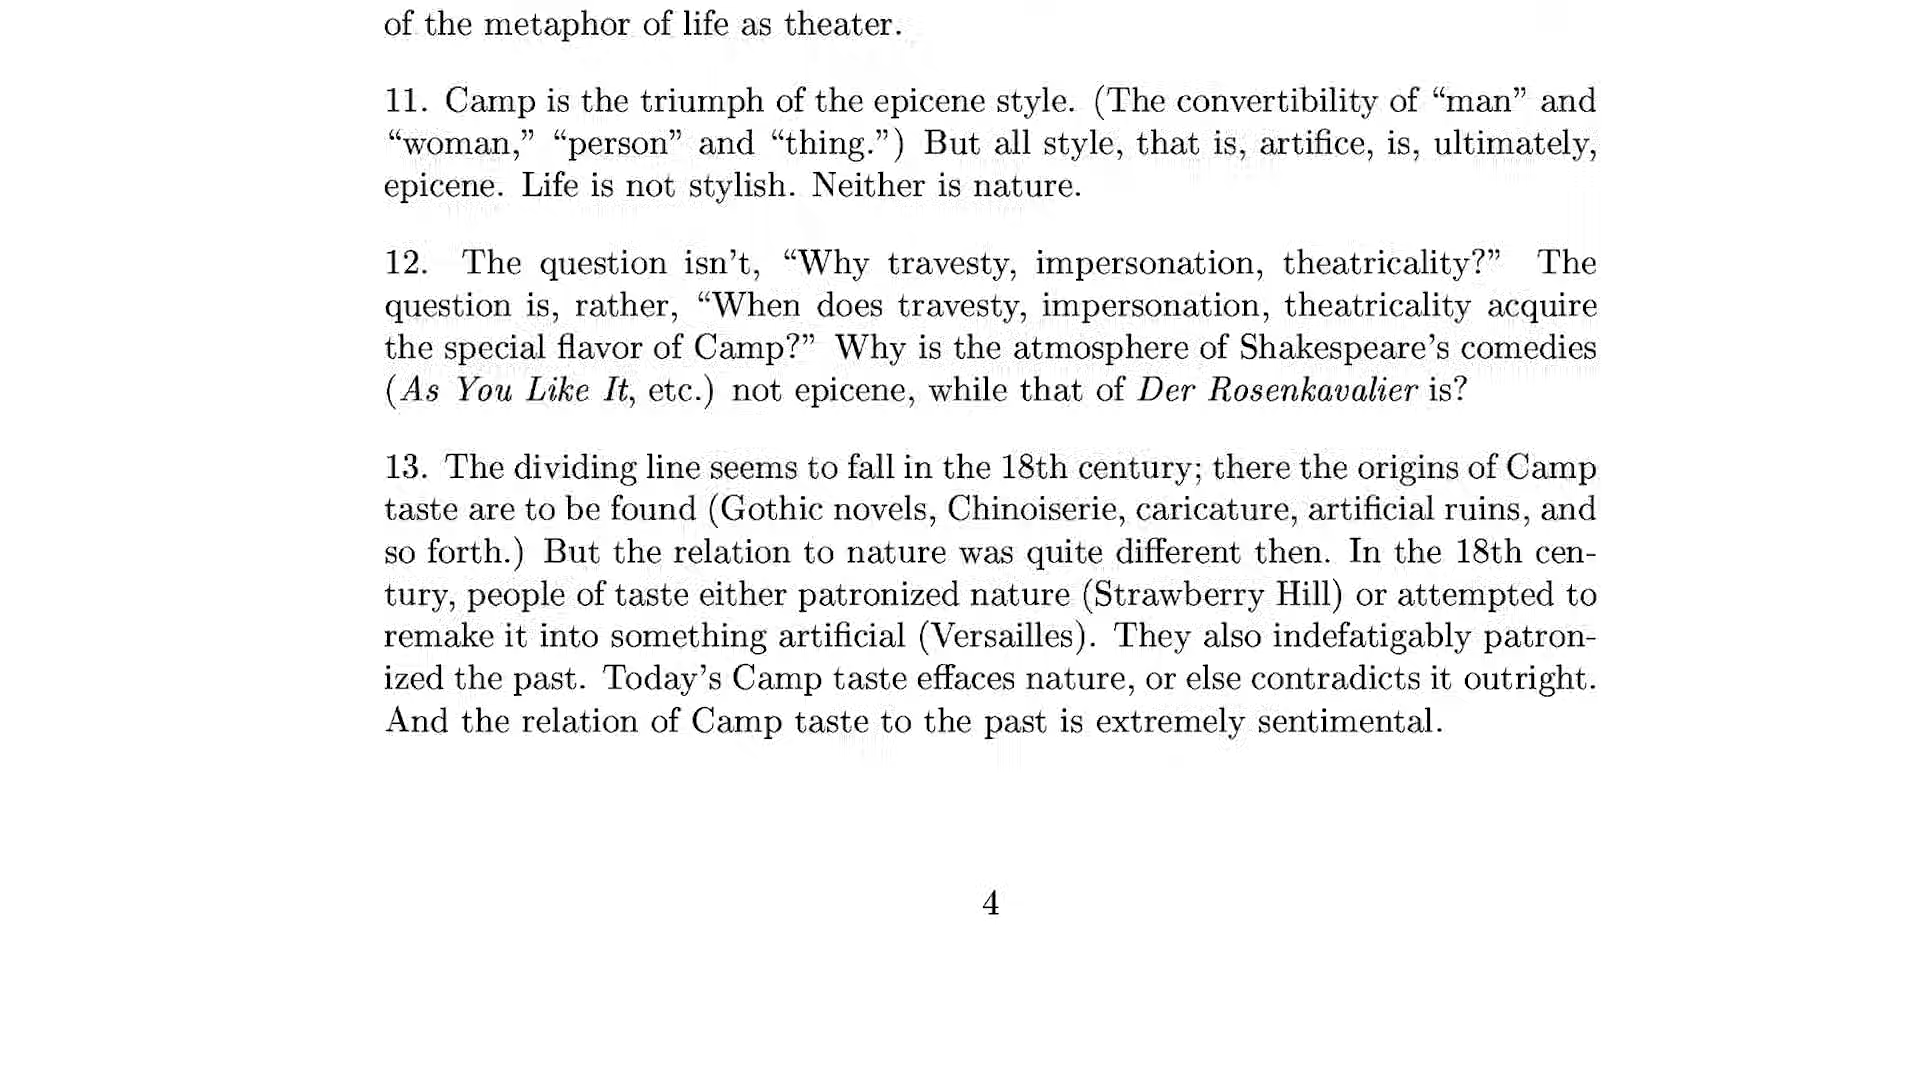 of the metaphor of life as theater.
11. Camp is the triumph of the epicene style. (The convertibility of “man” and
“woman,” “person” and “thing.”) But all style, that is, artifice, is, ultimately,
epicene. Life is not stylish. Neither is nature.
12. The question isn’t, “Why travesty, impersonation, theatricality?” The
question is, rather, “When does travesty, impersonation, theatricality acquire
the special flavor of Camp?” Why is the atmosphere of Shakespeare’s comedies
(As You Like It, etc.) not epicene, while that of Der Rosenkavalier is?
13. The dividing line seems to fall in the 18th century; there the origins of Camp
taste are to be found (Gothic novels, Chinoiserie, caricature, artificial ruins, and
so forth.) But the relation to nature was quite different then. In the 18th cen-
tury, people of taste either patronized nature (Strawberry Hill) or attempted to
remake it into something artificial (Versailles). They also indefatigably patron-
ized the past. Today’s Camp taste effaces nature, or else contradicts it outright.
And the relation of Camp taste to the past is extremely sentimental.
4